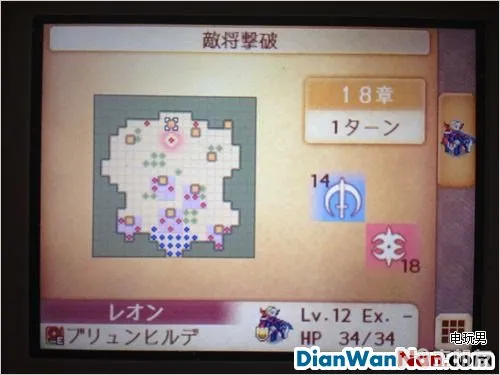 敵将撃破
18章
1ターン
14
18
レオン
ブリュンヒルデ
E
Lv.12 Ex. -
HP 34/34
电玩男
DianWanNan.com